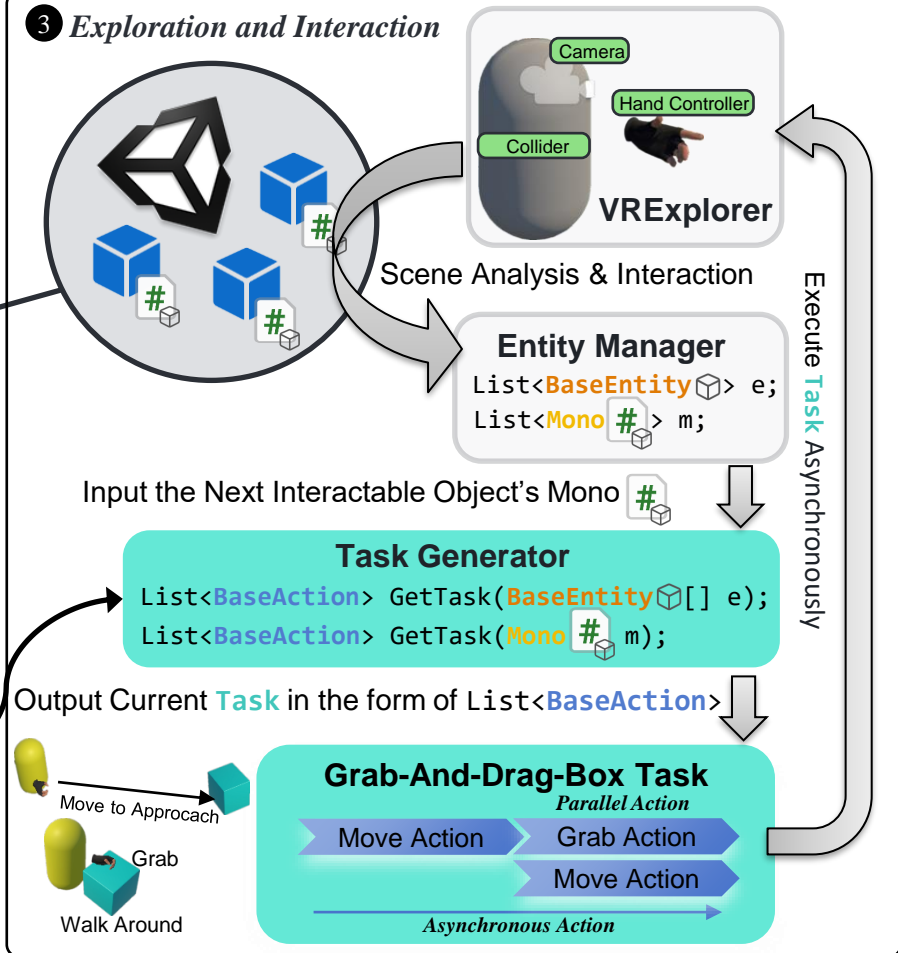 3 Exploration and Interaction
Camera
Hand Controller
Collider
VRExplorer
#
#
#
Scene Analysis & Interaction
Entity Manager
List<BaseEntity> e;
List<Mono #> m;
Execute Task Asynchronously
Input the Next Interactable Object's Mono #
Task Generator
List<BaseAction> GetTask(BaseEntity[] e);
List<BaseAction> GetTask(Mono # m);
Output Current Task in the form of List<BaseAction>
Move to Approcach
Grab
Walk Around
Grab-And-Drag-Box Task
Parallel Action
Move Action
Grab Action
Move Action
Asynchronous Action